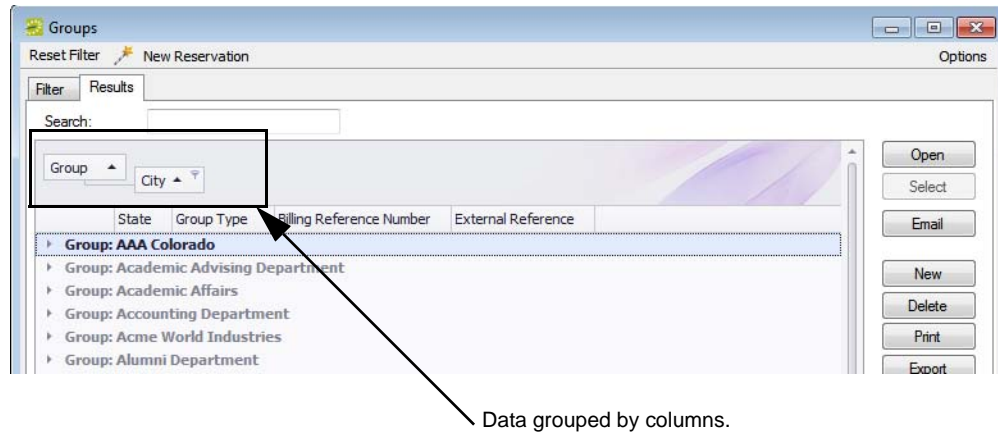 Groups
Reset Filter New Reservation Options
Filter Results
Search:
Group
City
Open
Select
Email
State Group Type Billing Reference Number External Reference
Group: AAA Colorado
Group: Academic Advising Department
Group: Academic Affairs
Group: Accounting Department
Group: Acme World Industries
Group: Alumni Department
New
Delete
Print
Export
Data grouped by columns.